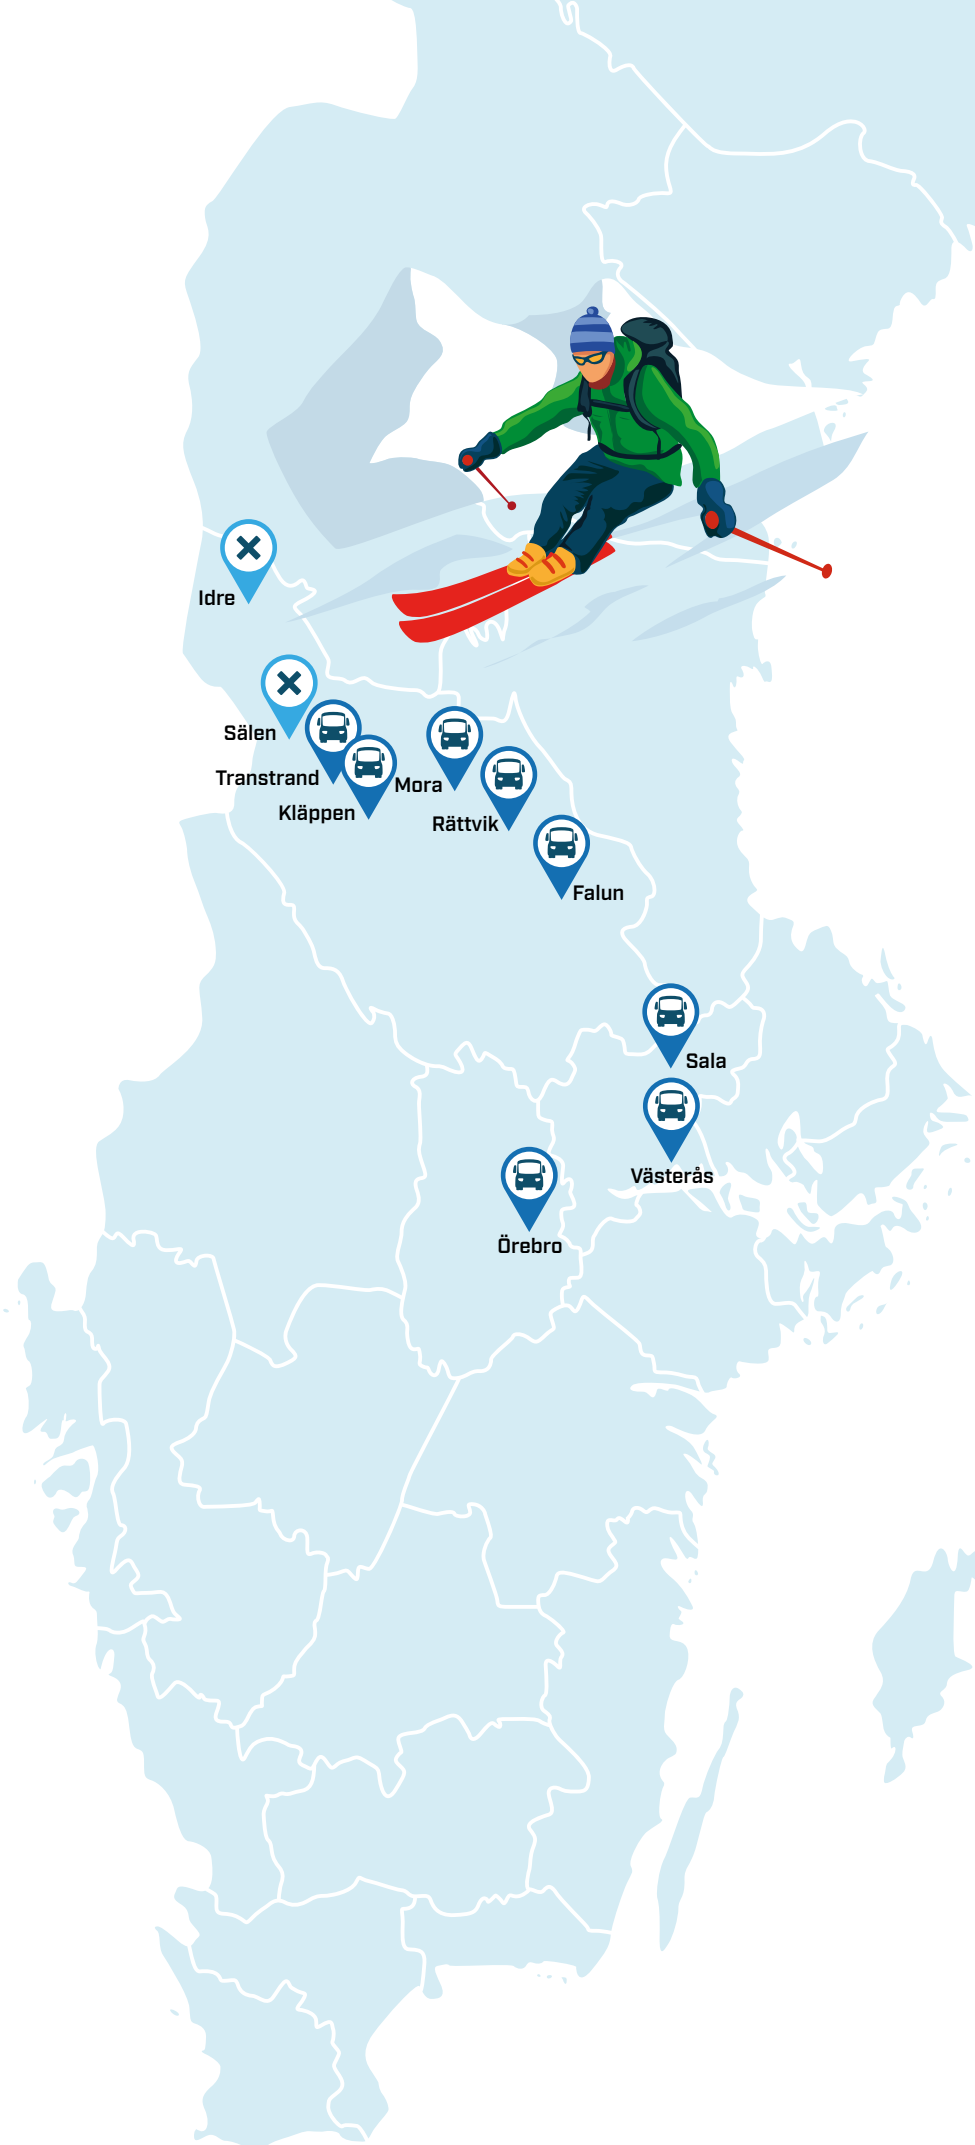 Idre
Sälen
Transtrand
Mora
Kläppen
Rättvik
Falun
Sala
Västerås
Örebro